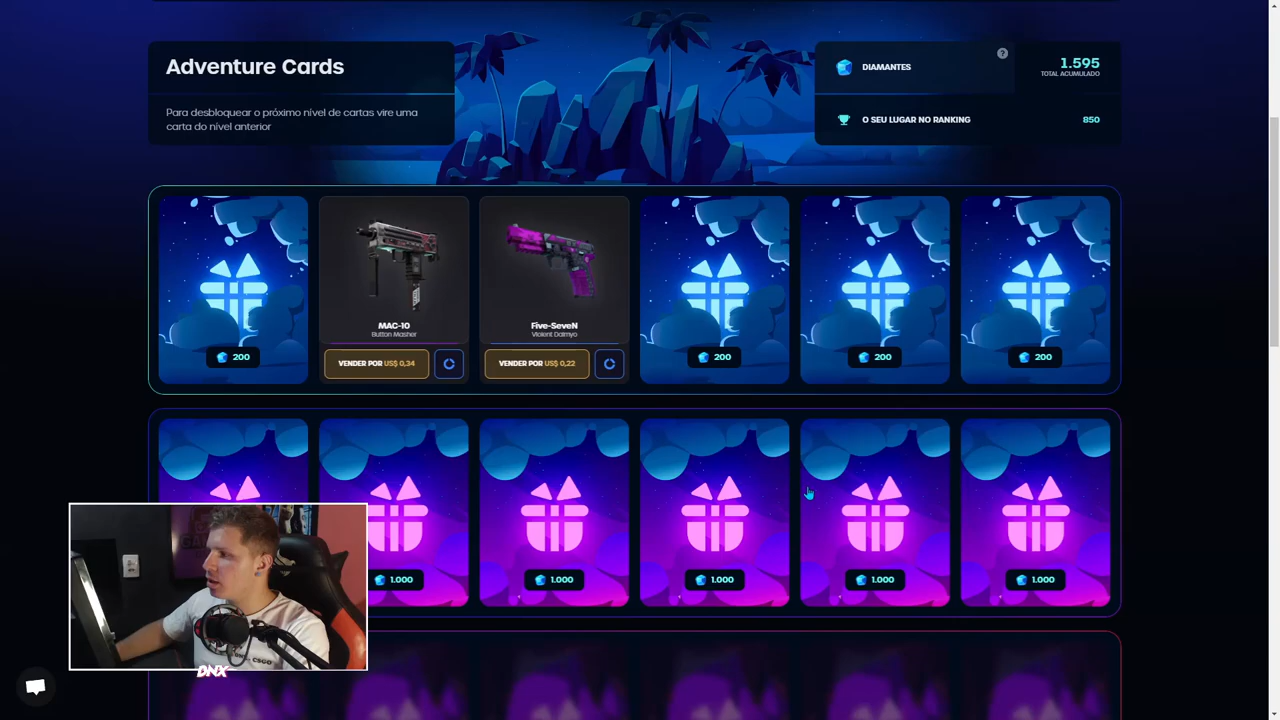 Adventure Cards
Para desbloquear o próximo nível de cartas vire uma
carta do nível anterior
?
DIAMANTES
1.595
TOTAL ACUMULADO
O SEU LUGAR NO RANKING
850
200
MAC-10
Button Masher
VENDER POR US$ 0,34
Five-SeveN
Violent Daimyo
VENDER POR US$ 0,22
200
200
200
1.000
1.000
1.000
1.000
1.000
CSGO
DNX